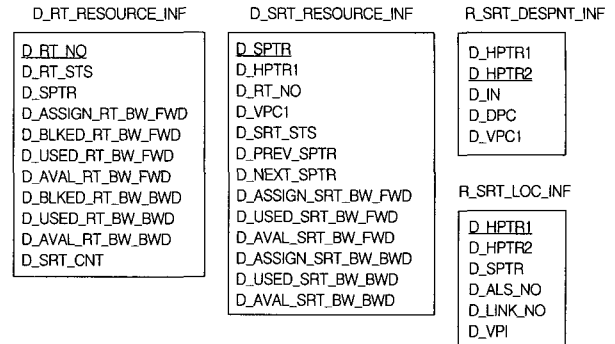 D_RT_RESOURCE_INF
D_RT_NO
D_RT_STS
D_SPTR
D_ASSIGN_RT_BW_FWD
D_BLKED_RT_BW_FWD
D_USED_RT_BW_FWD
D_AVAL_RT_BW_FWD
D_BLKED_RT_BW_BWD
D_USED_RT_BW_BWD
D_AVAL_RT_BW_BWD
D_SRT_CNT
D_SRT_RESOURCE_INF
D_SPTR
D_HPTR1
D_RT_NO
D_VPC1
D_SRT_STS
D_PREV_SPTR
D_NEXT_SPTR
D_ASSIGN_SRT_BW_FWD
D_USED_SRT_BW_FWD
D_AVAL_SRT_BW_FWD
D_ASSIGN_SRT_BW_BWD
D_USED_SRT_BW_BWD
D_AVAL_SRT_BW_BWD
R_SRT_DESPNT_INF
D_HPTR1
D_HPTR2
D_IN
D_DPC
D_VPC1
R_SRT_LOC_INF
D_HPTR1
D_HPTR2
D_SPTR
D_ALS_NO
D_LINK_NO
D_VPI